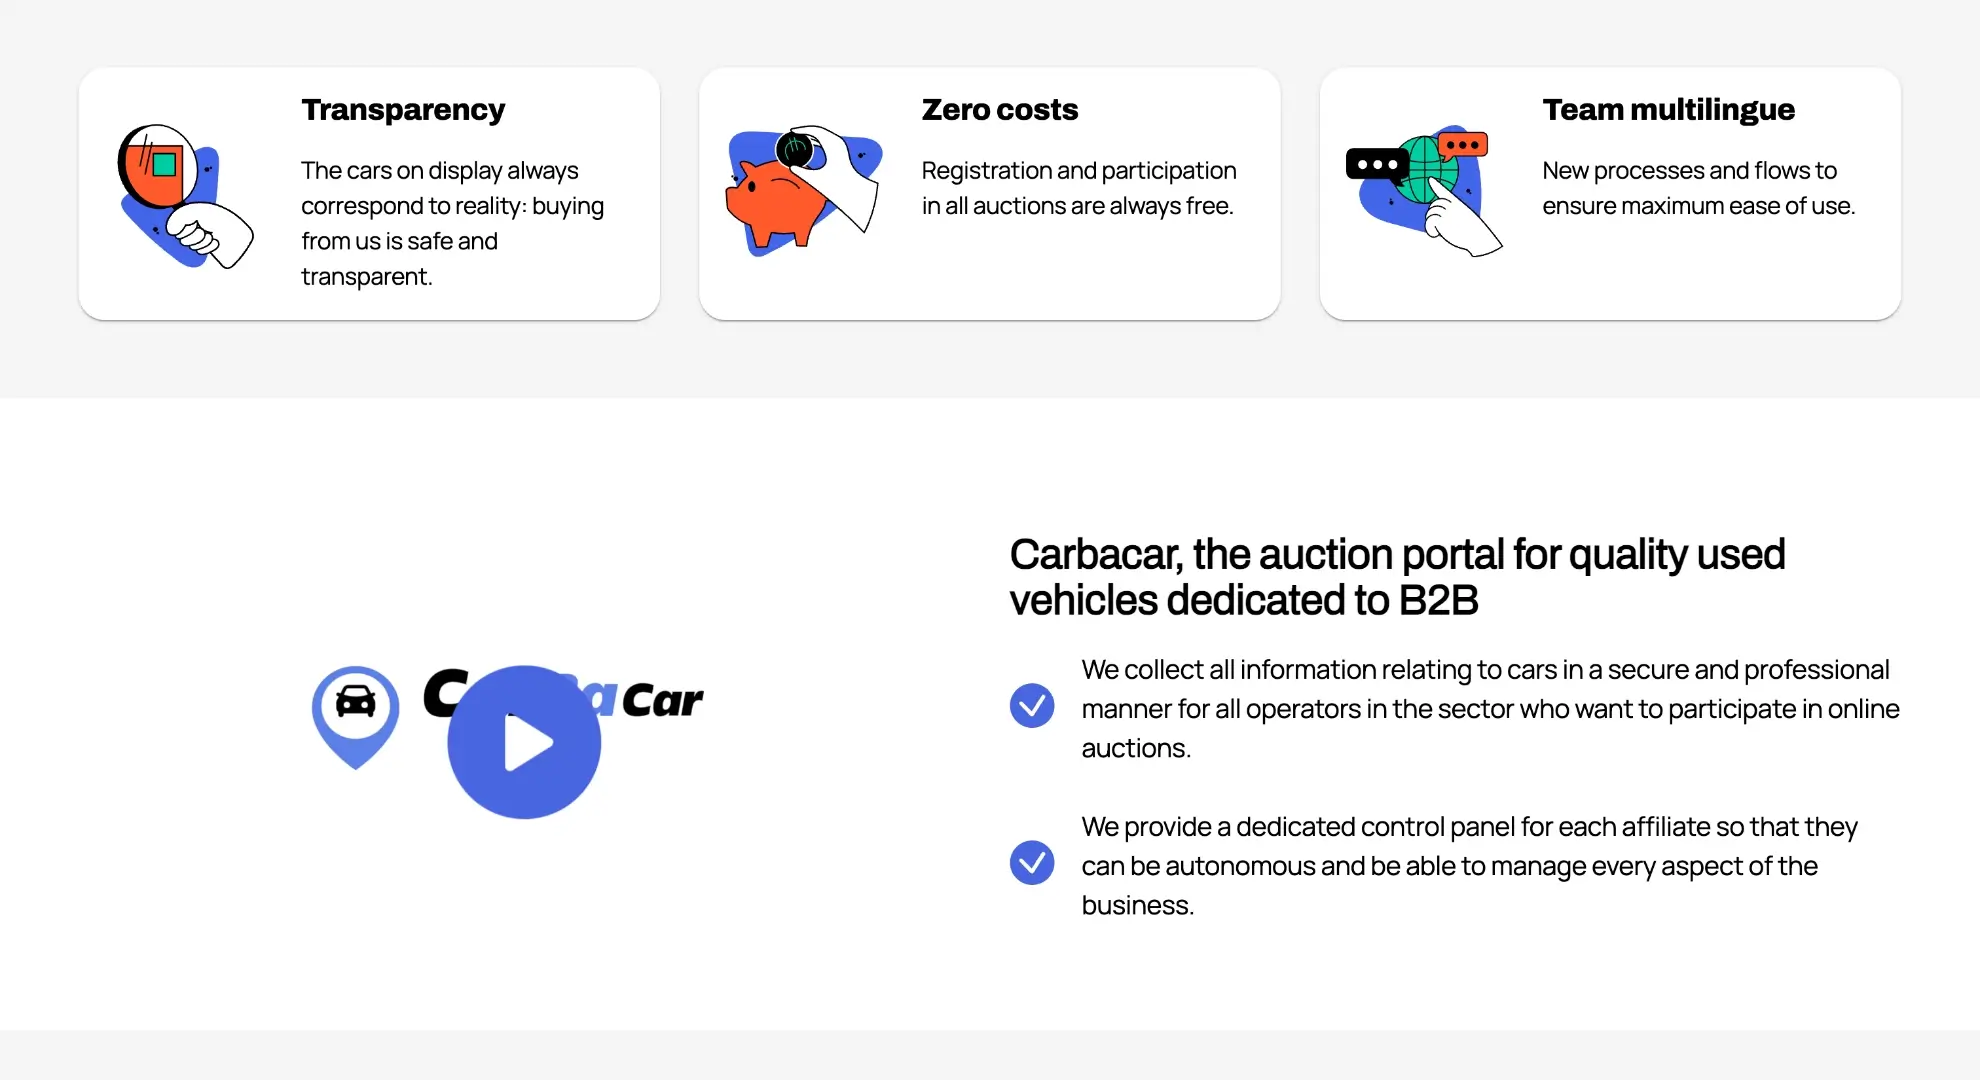 Transparency
The cars on display always
correspond to reality: buying
from us is safe and
transparent.
Zero costs
Registration and participation
in all auctions are always free.
Team multilingue
New processes and flows to
ensure maximum ease of use.
Car
Carbacar, the auction portal for quality used
vehicles dedicated to B2B
We collect all information relating to cars in a secure and professional
manner for all operators in the sector who want to participate in online
auctions.
We provide a dedicated control panel for each affiliate so that they
can be autonomous and be able to manage every aspect of the
business.